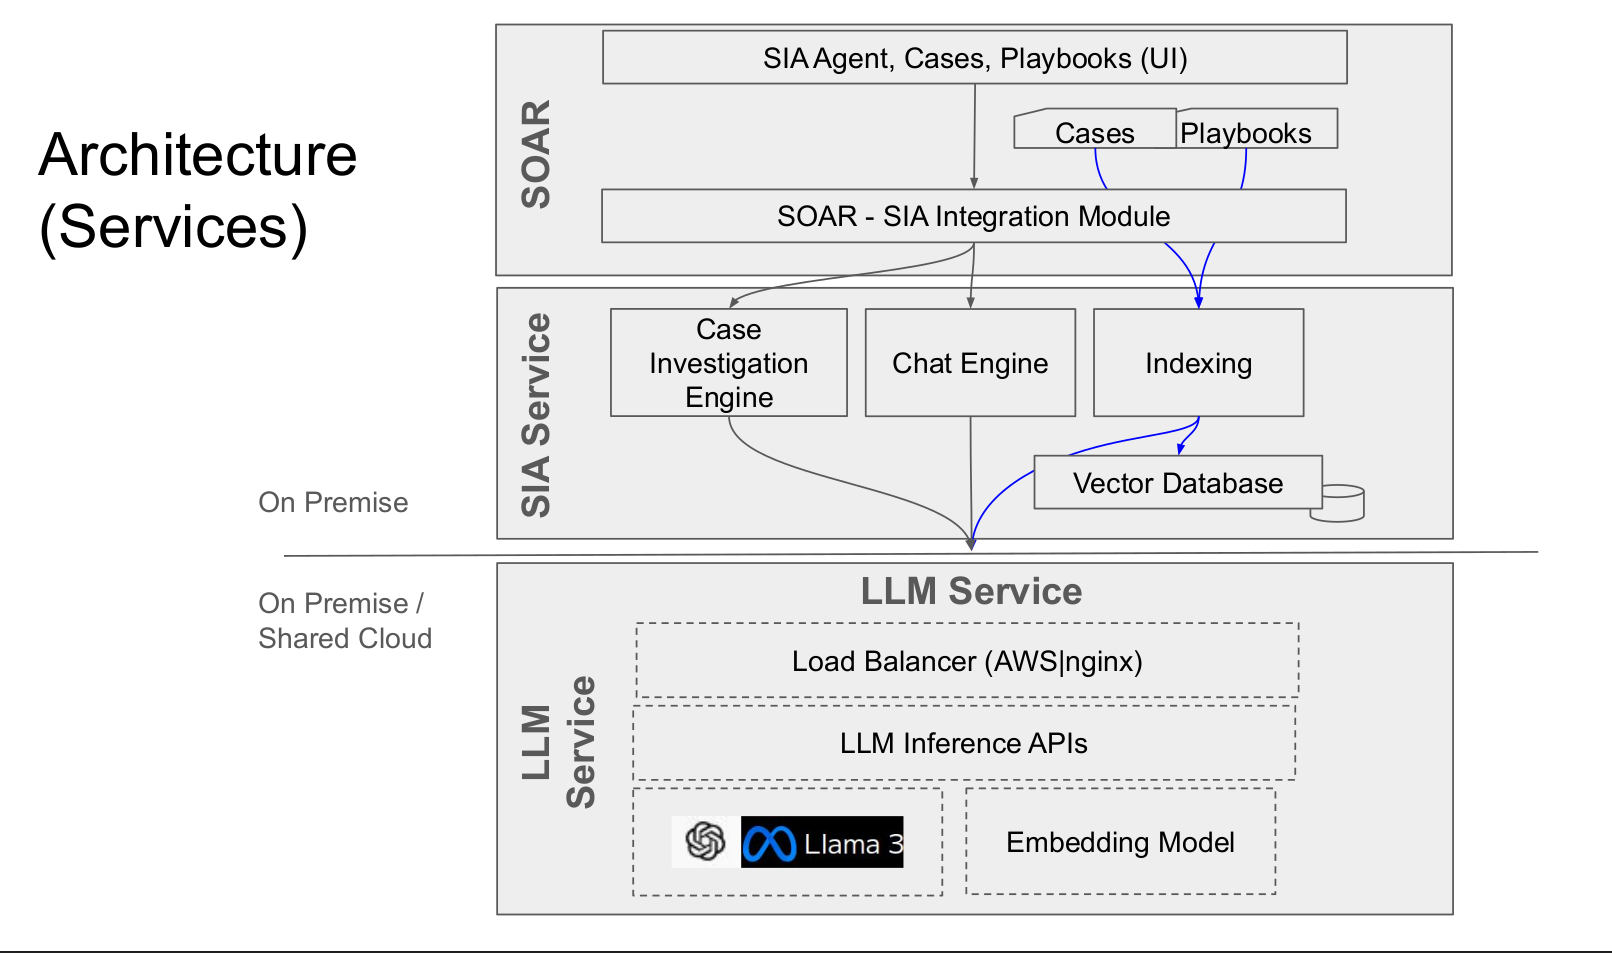 Architecture
(Services)
SOAR
SIA Agent, Cases, Playbooks (UI)
Cases
Playbooks
SOAR - SIA Integration Module
SIA Service
Case
Investigation
Engine
Chat Engine
Indexing
Vector Database
On Premise
On Premise /
Shared Cloud
LLM Service
LLM
Service
Load Balancer (AWS|nginx)
LLM Inference APIs
Llama 3
Embedding Model